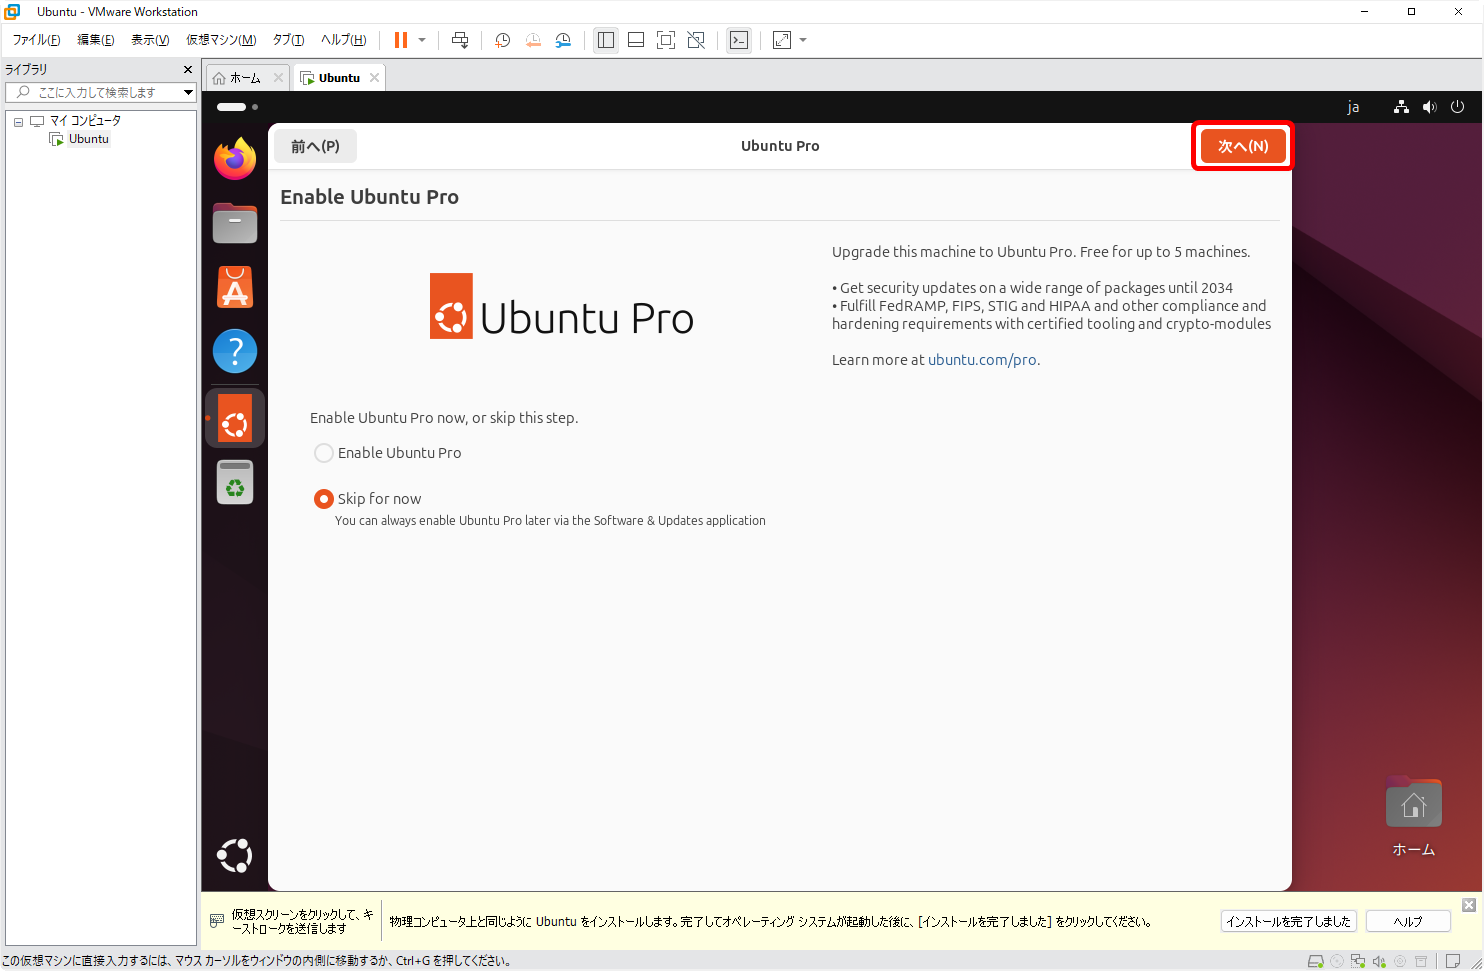 Ubuntu - VMware Workstation
ファイル(F) 編集(E) 表示(V) 仮想マシン(M) タブ(T) ヘルプ(H)
ライブラリ
ここに入力して検索します
マイ コンピュータ
Ubuntu
ホーム
Ubuntu
ja
前へ(P)
Ubuntu Pro
次へ(N)
Enable Ubuntu Pro
Ubuntu Pro
Upgrade this machine to Ubuntu Pro. Free for up to 5 machines.
• Get security updates on a wide range of packages until 2034
• Fulfill FedRAMP, FIPS, STIG and HIPAA and other compliance and
hardening requirements with certified tooling and crypto-modules
Learn more at ubuntu.com/pro.
Enable Ubuntu Pro now, or skip this step.
Enable Ubuntu Pro
Skip for now
You can always enable Ubuntu Pro later via the Software & Updates application
ホーム
仮想スクリーンをクリックして、キ
ーストロークを送信します
物理コンピュータ上と同じように Ubuntu をインストールします。完了してオペレーティング システムが起動した後に、[インストールを完了しました] をクリックしてください。
インストールを完了しました
ヘルプ
この仮想マシンに直接入力するには、マウス カーソルをウィンドウの内側に移動するか、Ctrl+G を押してください。